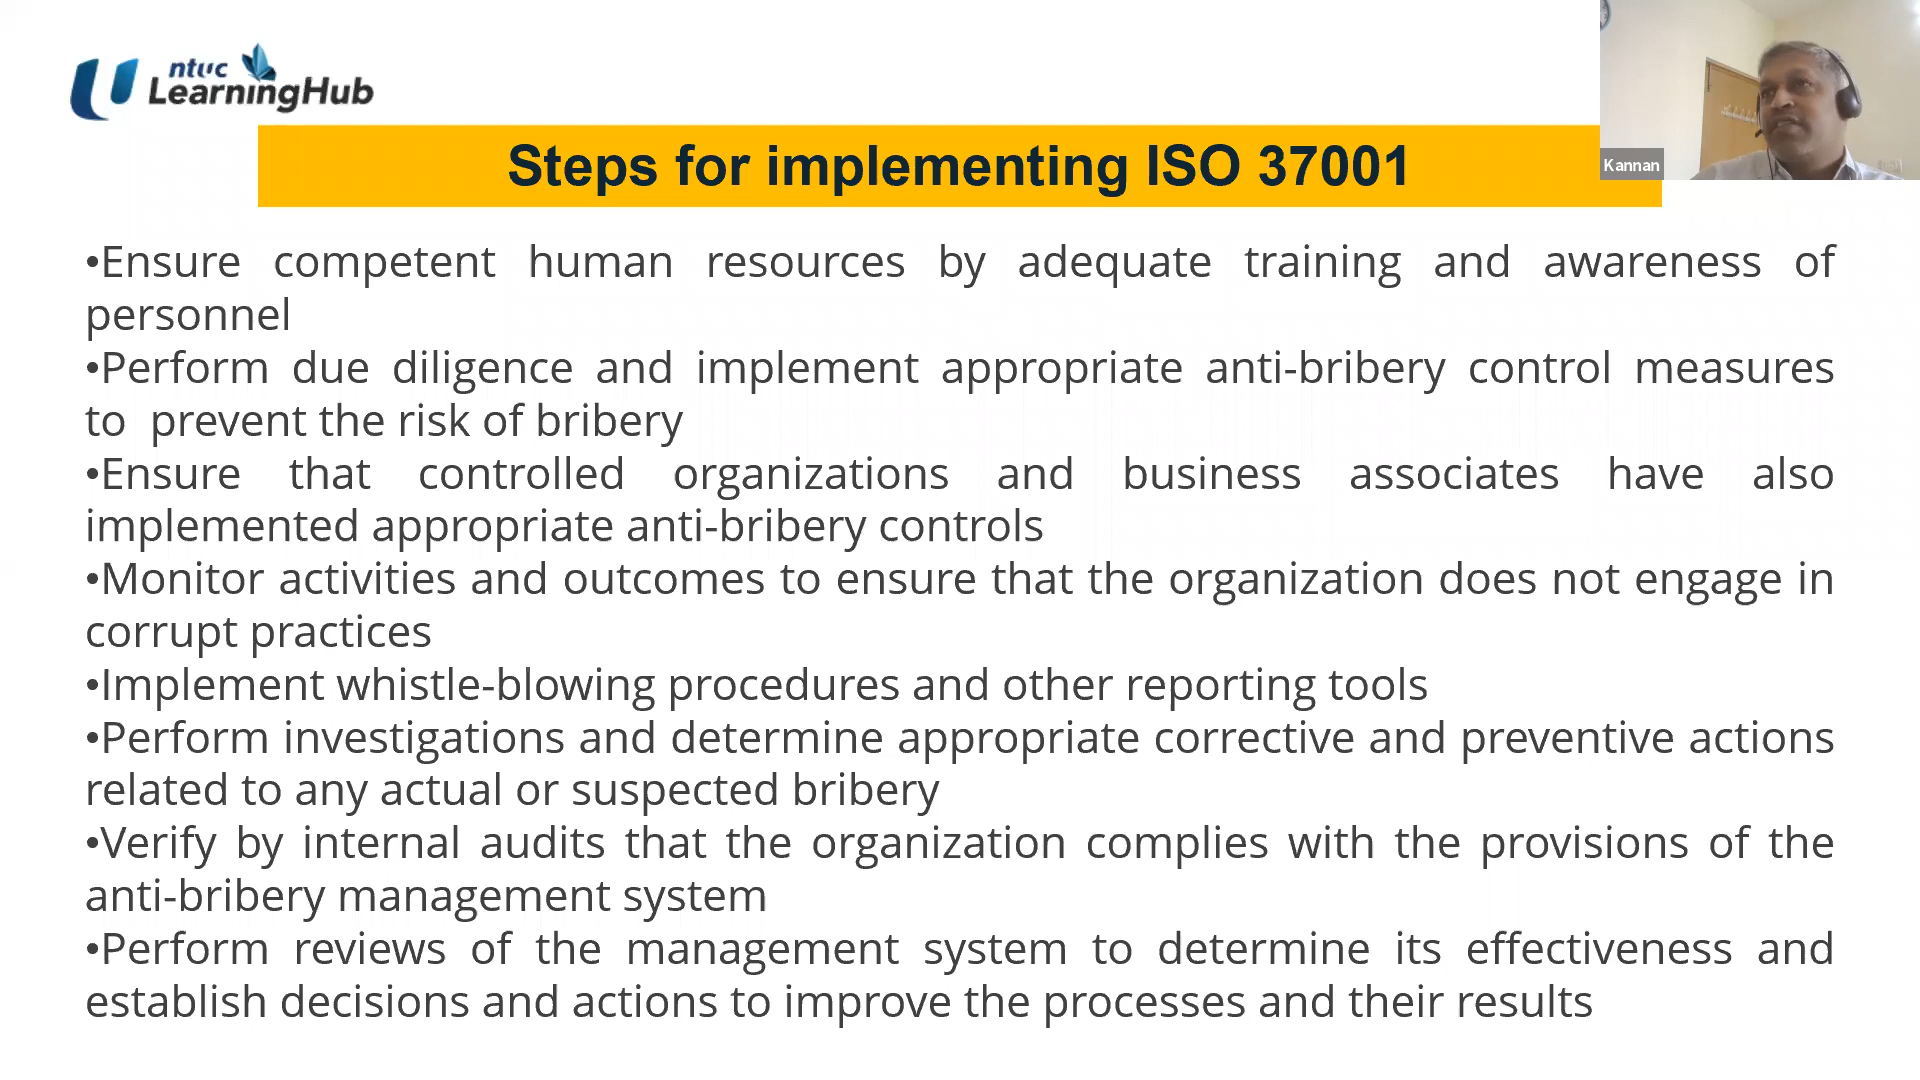 ntuc
LearningHub
Kannan
Steps for implementing ISO 37001
•Ensure competent human resources by adequate training and awareness of
personnel
•Perform due diligence and implement appropriate anti-bribery control measures
to prevent the risk of bribery
•Ensure that controlled organizations and business associates have also
implemented appropriate anti-bribery controls
•Monitor activities and outcomes to ensure that the organization does not engage in
corrupt practices
•Implement whistle-blowing procedures and other reporting tools
•Perform investigations and determine appropriate corrective and preventive actions
related to any actual or suspected bribery
•Verify by internal audits that the organization complies with the provisions of the
anti-bribery management system
•Perform reviews of the management system to determine its effectiveness and
establish decisions and actions to improve the processes and their results